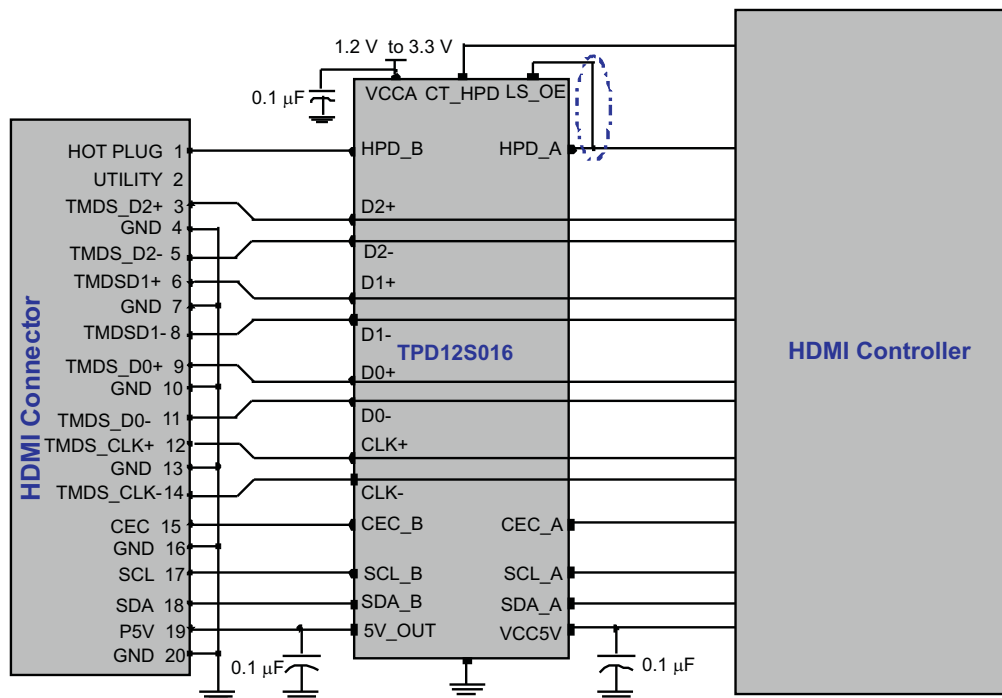 1.2 V to 3.3 V
0.1 μF
VCCA CT_HPD LS_OE
HOT PLUG 1
HPD_B
HPD_A
UTILITY 2
TMDS_D2+ 3
D2+
GND 4
TMDS_D2- 5
D2-
TMDSD1+ 6
D1+
GND 7
TMDSD1- 8
D1-
TPD12S016
HDMI Controller
HDMI Connector
TMDS_D0+ 9
D0+
GND 10
TMDS_D0- 11
D0-
TMDS_CLK+ 12
CLK+
GND 13
TMDS_CLK- 14
CLK-
CEC 15
CEC_B
CEC_A
GND 16
SCL 17
SCL_B
SCL_A
SDA 18
SDA_B
SDA_A
P5V 19
5V_OUT
VCC5V
GND 20
0.1 μF
0.1 μF